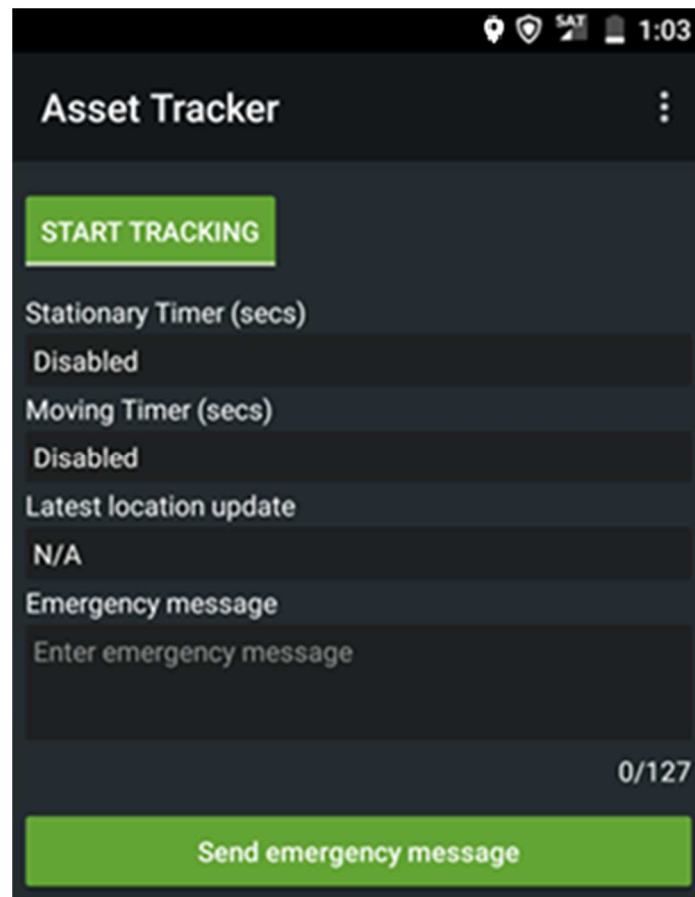 SAT 1:03
Asset Tracker
START TRACKING
Stationary Timer (secs)
Disabled
Moving Timer (secs)
Disabled
Latest location update
N/A
Emergency message
Enter emergency message
0/127
Send emergency message